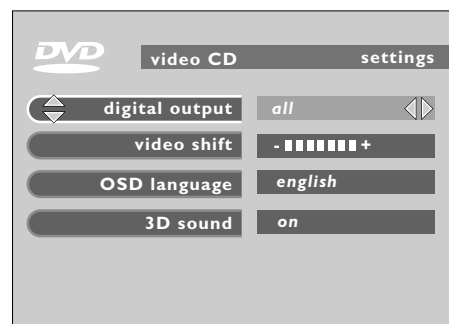 DVD
video CD settings
digital output all
video shift - +
OSD language english
3D sound on